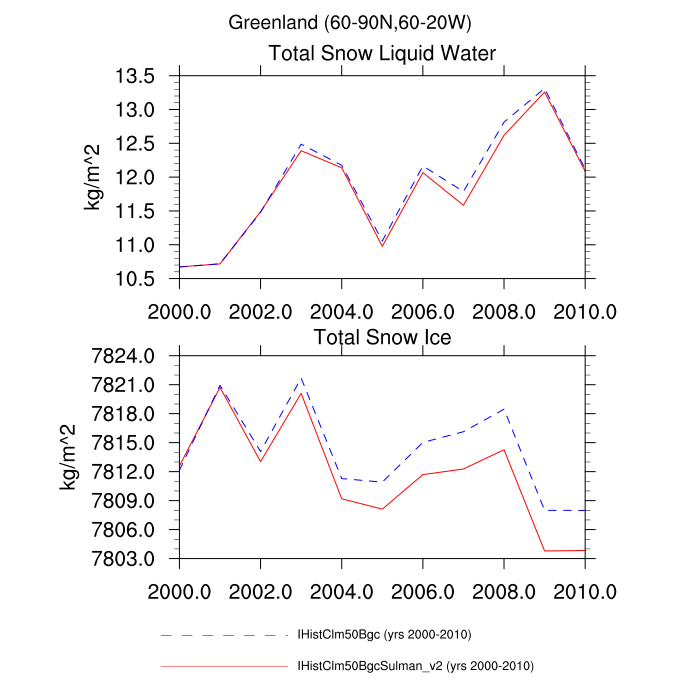 Greenland (60-90N,60-20W)
Total Snow Liquid Water
13.5
13.0
12.5
12.0
11.5
11.0
10.5
kg/m^2
2000.0 2002.0 2004.0 2006.0 2008.0 2010.0
Total Snow Ice
7824.0
7821.0
7818.0
7815.0
7812.0
7809.0
7806.0
7803.0
kg/m^2
2000.0 2002.0 2004.0 2006.0 2008.0 2010.0
IHistClm50Bgc (yrs 2000-2010)
IHistClm50BgcSulman_v2 (yrs 2000-2010)